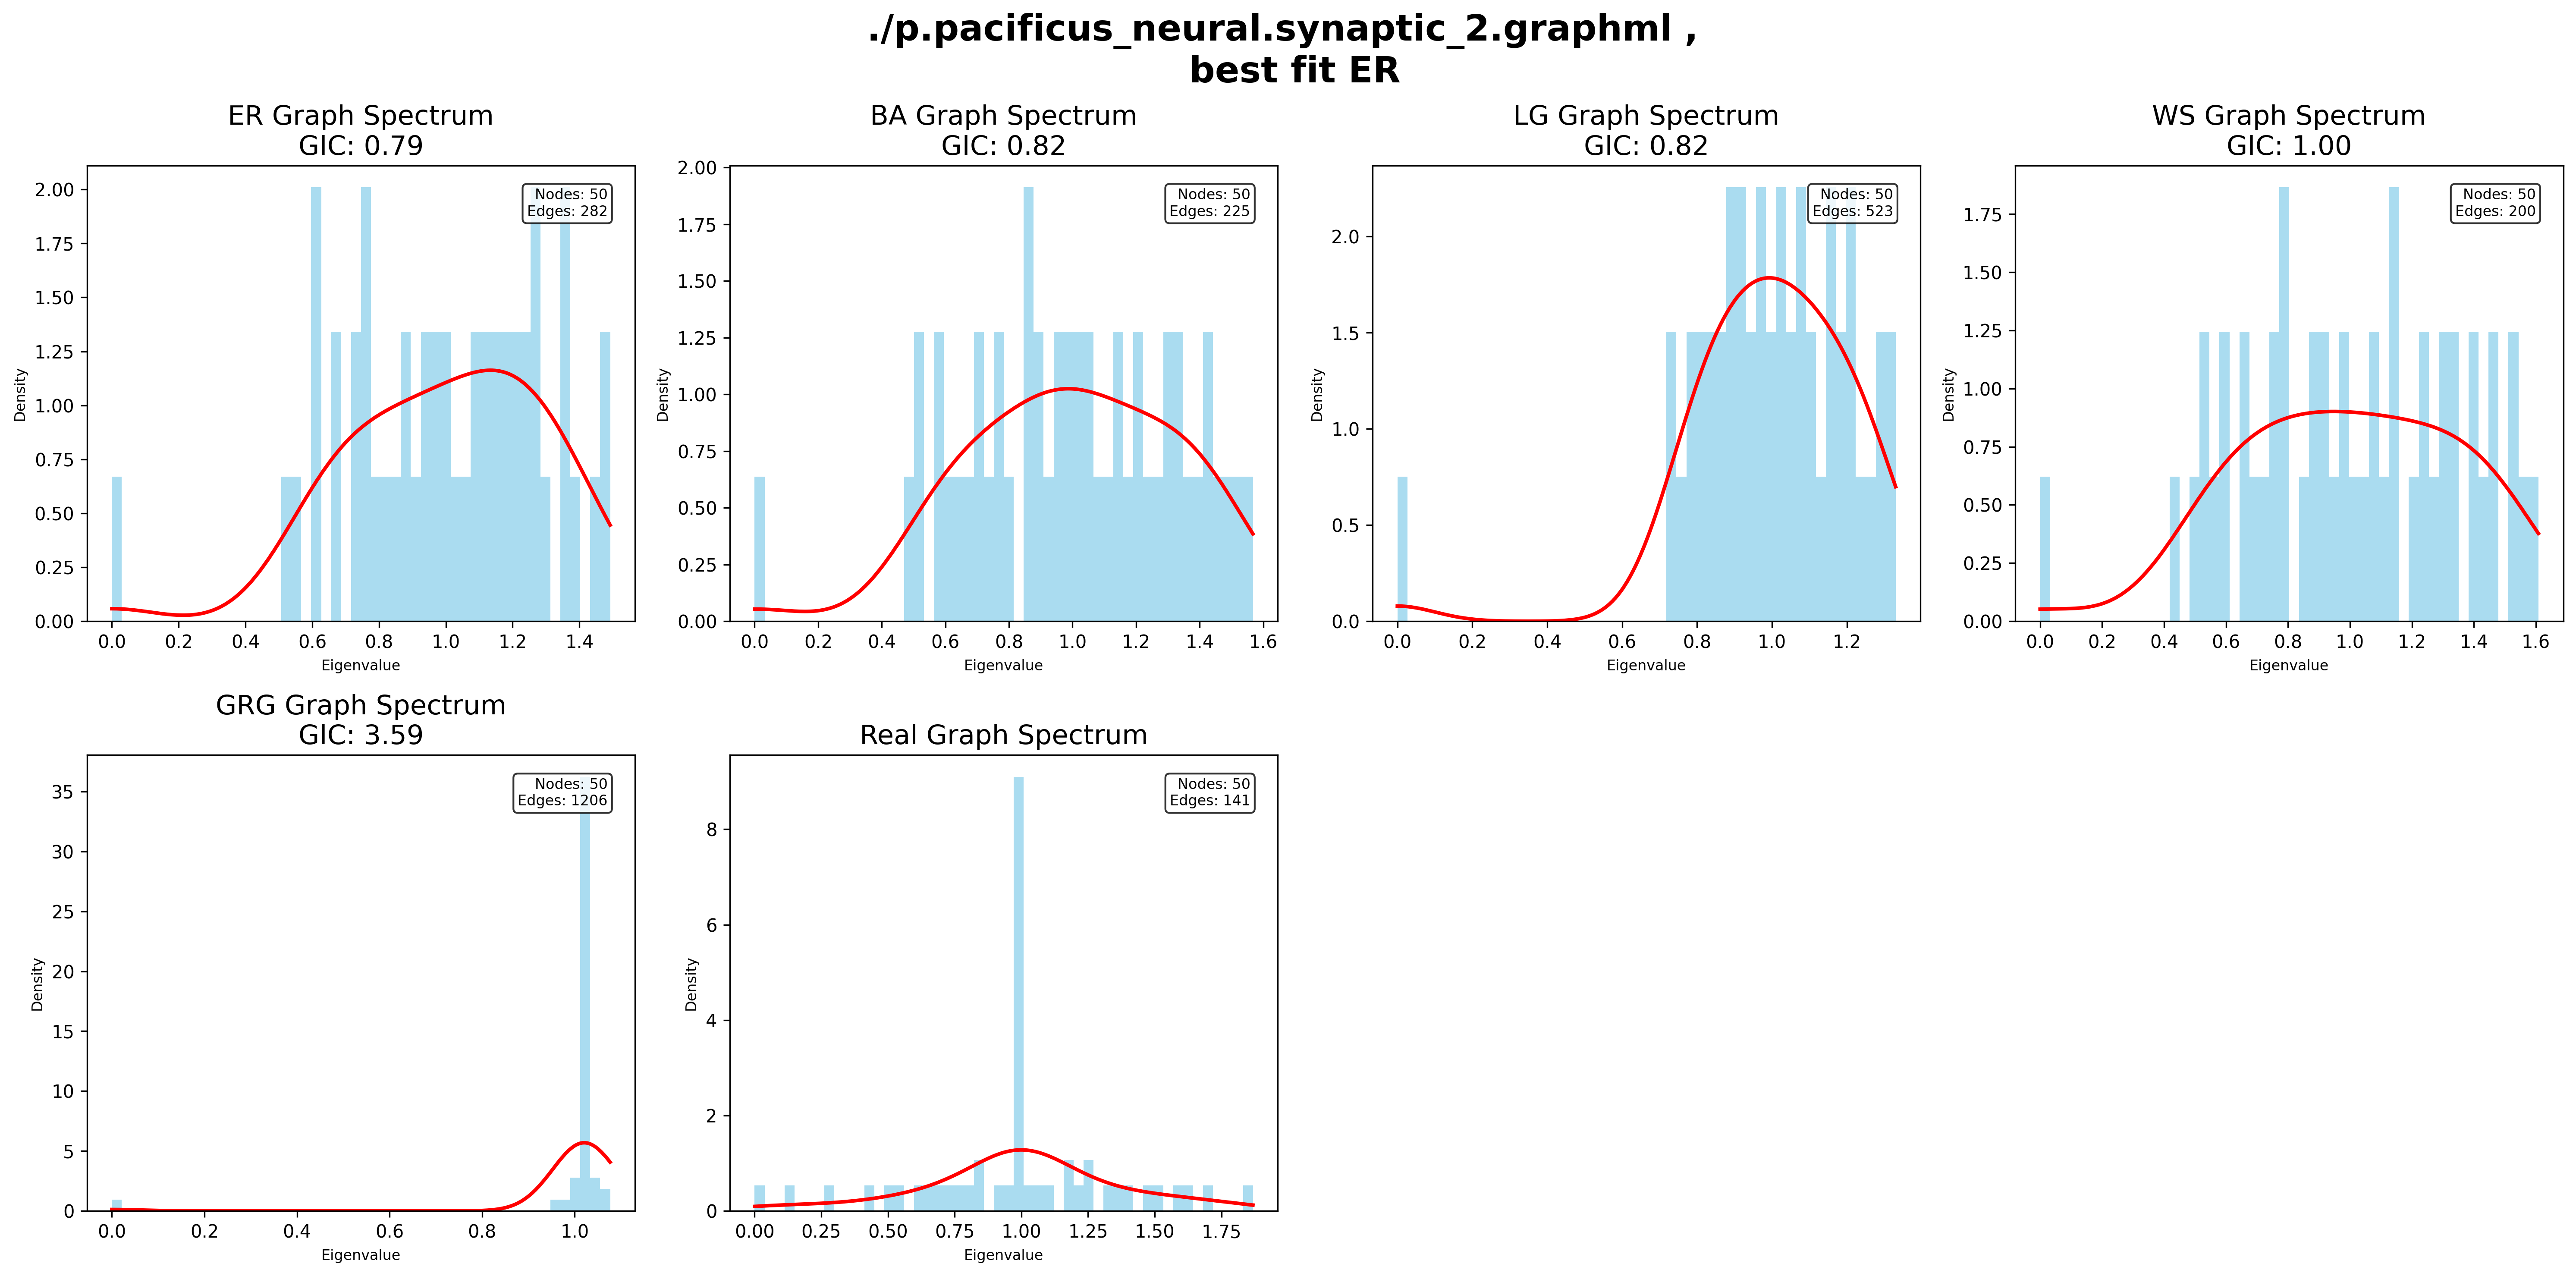 ./p.pacificus_neural.synaptic_2.graphml ,
best fit ER
ER Graph Spectrum
GIC: 0.79
Nodes: 50
Edges: 282
Density
2.00
1.75
1.50
1.25
1.00
0.75
0.50
0.25
0.00
0.0 0.2 0.4 0.6 0.8 1.0 1.2 1.4
Eigenvalue
BA Graph Spectrum
GIC: 0.82
Nodes: 50
Edges: 225
Density
2.00
1.75
1.50
1.25
1.00
0.75
0.50
0.25
0.00
0.0 0.2 0.4 0.6 0.8 1.0 1.2 1.4 1.6
Eigenvalue
LG Graph Spectrum
GIC: 0.82
Nodes: 50
Edges: 523
Density
2.0
1.5
1.0
0.5
0.0
0.0 0.2 0.4 0.6 0.8 1.0 1.2
Eigenvalue
WS Graph Spectrum
GIC: 1.00
Nodes: 50
Edges: 200
Density
1.75
1.50
1.25
1.00
0.75
0.50
0.25
0.00
0.0 0.2 0.4 0.6 0.8 1.0 1.2 1.4 1.6
Eigenvalue
GRG Graph Spectrum
GIC: 3.59
Nodes: 50
Edges: 1206
Density
35
30
25
20
15
10
5
0
0.0 0.2 0.4 0.6 0.8 1.0
Eigenvalue
Real Graph Spectrum
Nodes: 50
Edges: 141
Density
8
6
4
2
0
0.00 0.25 0.50 0.75 1.00 1.25 1.50 1.75
Eigenvalue